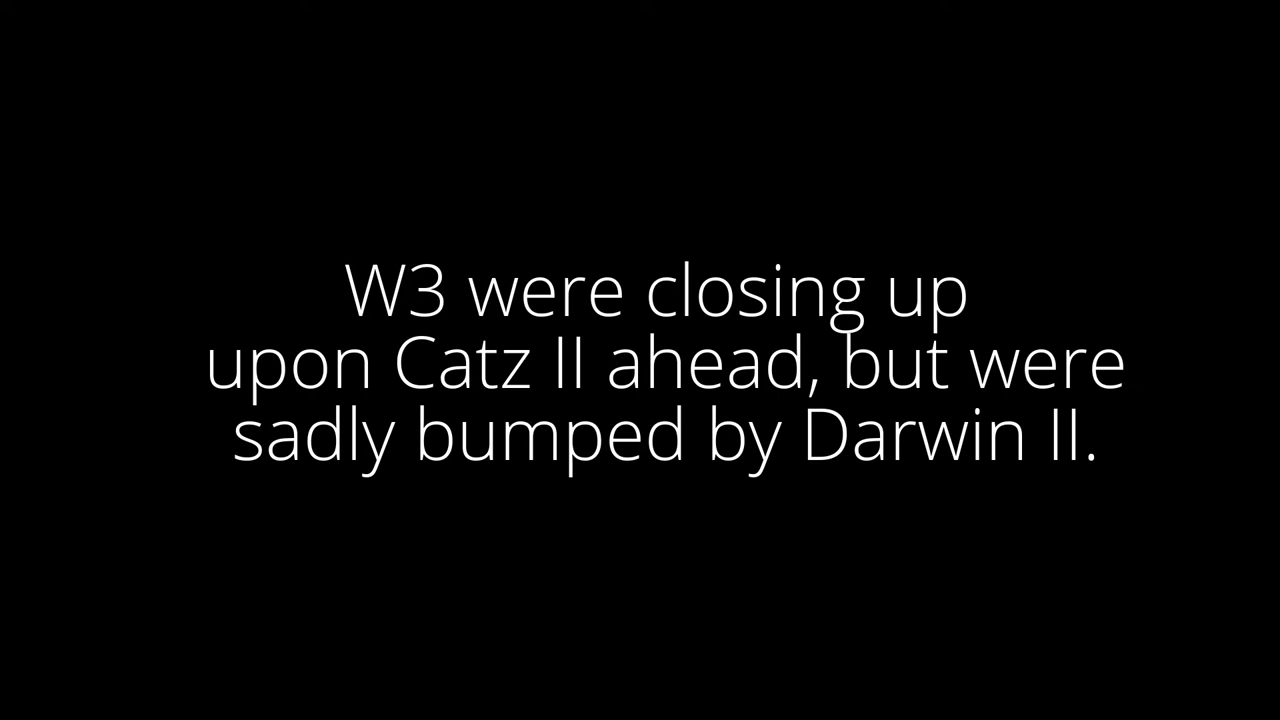 W3 were closing up
upon Catz II ahead, but were
sadly bumped by Darwin II.